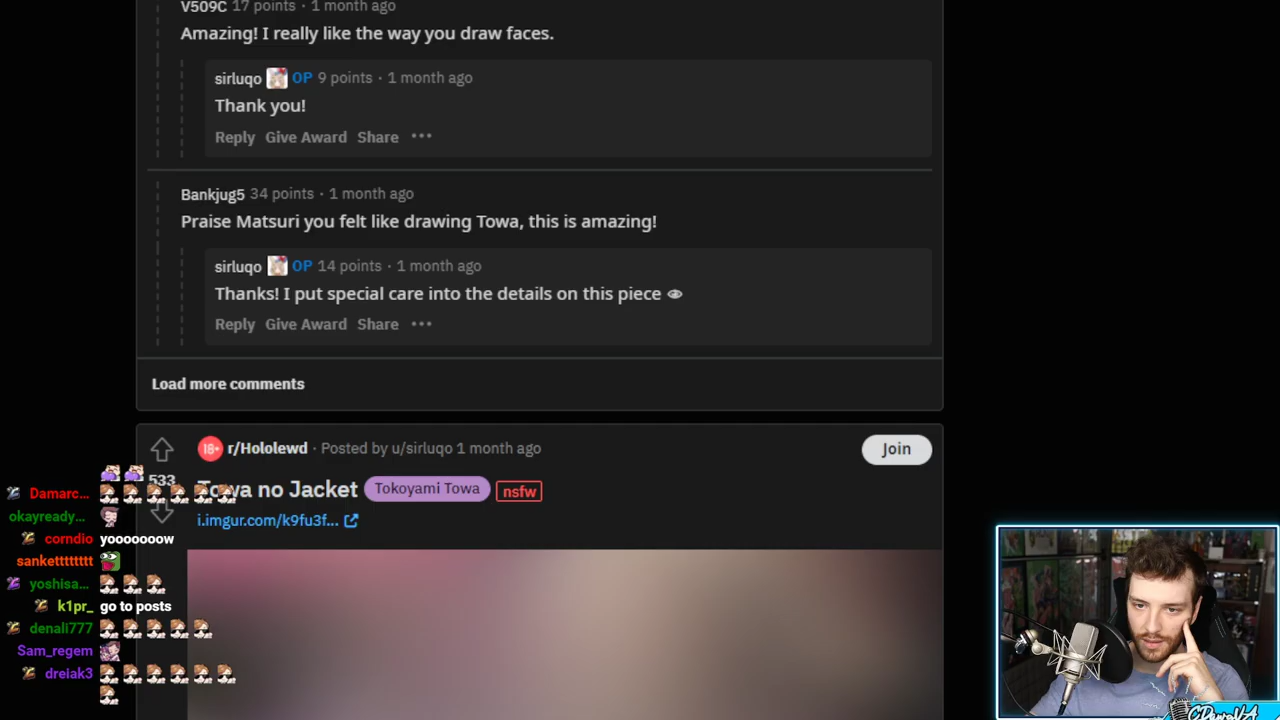 V509C 17 points · 1 month ago
Amazing! I really like the way you draw faces.
sirluqo OP 9 points · 1 month ago
Thank you!
Reply Give Award Share ···
Bankjug5 34 points · 1 month ago
Praise Matsuri you felt like drawing Towa, this is amazing!
sirluqo OP 14 points · 1 month ago
Thanks! I put special care into the details on this piece 👁
Reply Give Award Share ···
Load more comments
18+ r/Hololewd · Posted by u/sirluqo 1 month ago
Join
533
Towa no Jacket Tokoyami Towa nsfw
i.imgur.com/k9fu3f...
Damarc...
okayready...
corndio yooooooow
sankettttttttt
yoshisa...
k1pr_ go to posts
denali777
Sam_regem
dreiak3